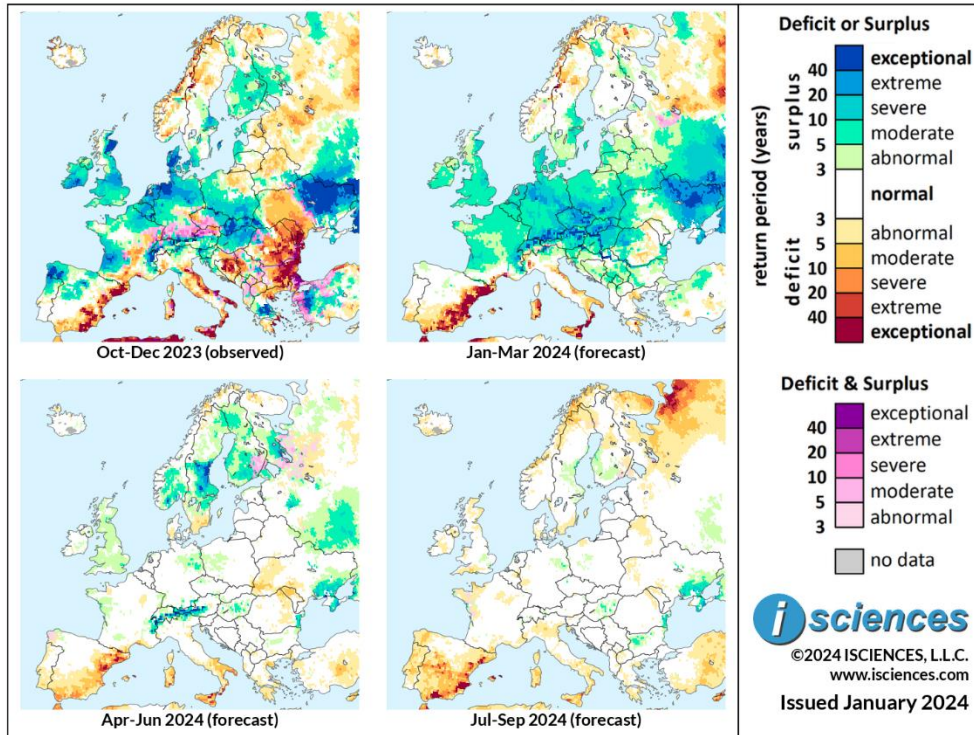 Oct-Dec 2023 (observed)
Jan-Mar 2024 (forecast)
Apr-Jun 2024 (forecast)
Jul-Sep 2024 (forecast)
Deficit or Surplus
return period (years)
surplus
deficit
exceptional
40
extreme
20
severe
10
moderate
5
abnormal
3
normal
3
abnormal
5
moderate
10
severe
20
extreme
40
exceptional
Deficit & Surplus
exceptional
40
extreme
20
severe
10
moderate
5
abnormal
3
no data
i sciences
©2024 ISCIENCES, L.L.C.
www.isciences.com
Issued January 2024